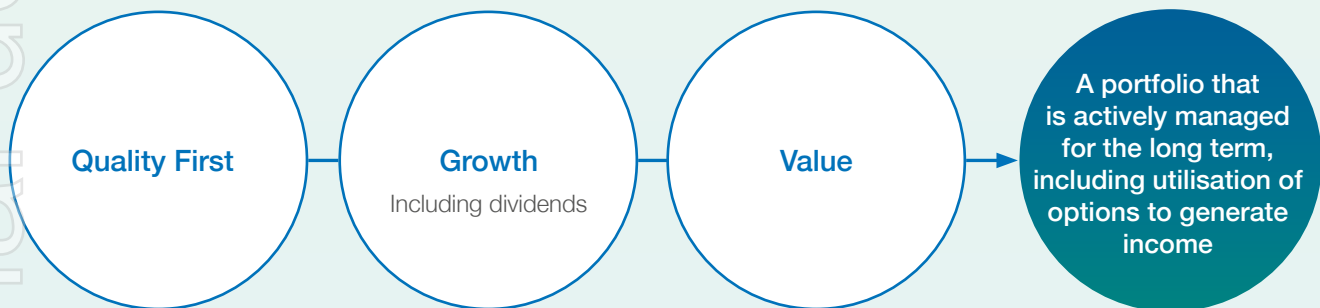 Quality First
Growth
Including dividends
Value
A portfolio that
is actively managed
for the long term,
including utilisation of
options to generate
income